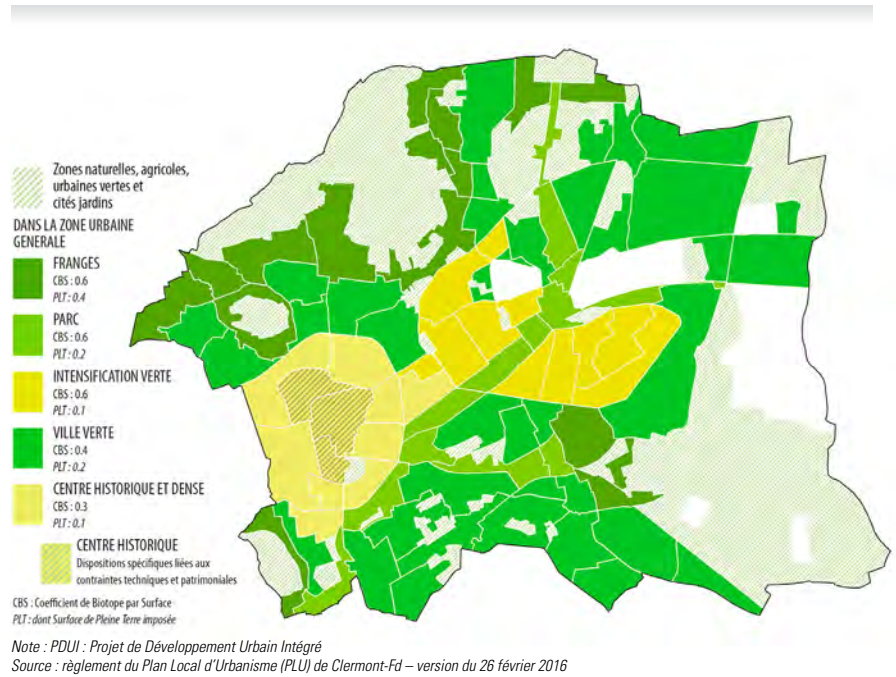 Zones naturelles, agricoles,
urbaines vertes et
cités jardins
DANS LA ZONE URBAINE
GENERALE
FRANGES
CBS : 0.6
PLT : 0.4
PARC
CBS : 0.6
PLT : 0.2
INTENSIFICATION VERTE
CBS : 0.6
PLT : 0.1
VILLE VERTE
CBS : 0.4
PLT : 0.2
CENTRE HISTORIQUE ET DENSE
CBS : 0.3
PLT : 0,1
CENTRE HISTORIQUE
Dispositions spécifiques liées aux
contraintes techniques et patrimoniales
CBS : Coefficient de Biotope par Surface
PLT : dont Surface de Pleine Terre imposée
Note : PDUI : Projet de Développement Urbain Intégré
Source : règlement du Plan Local d'Urbanisme (PLU) de Clermont-Fd – version du 26 février 2016